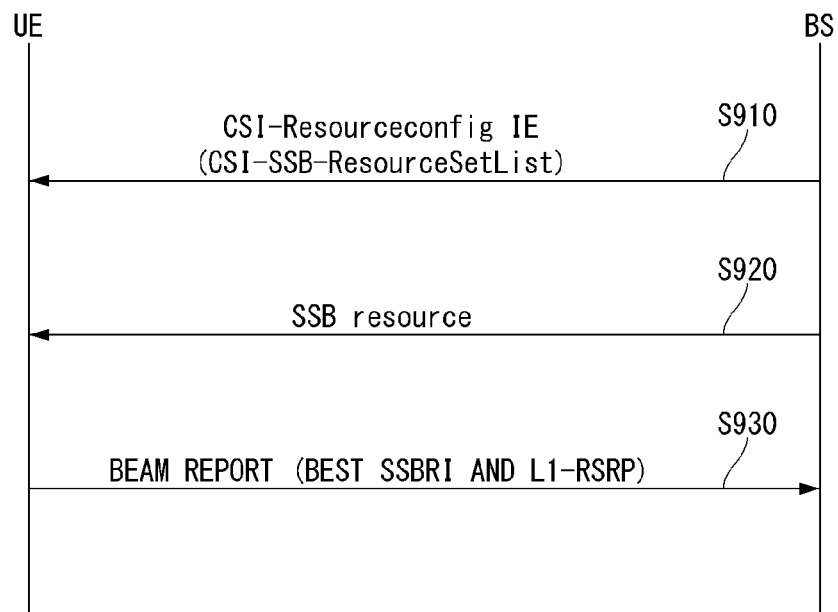 UE
BS
S910
CSI-Resourceconfig IE
(CSI-SSB-ResourceSetList)
S920
SSB resource
S930
BEAM REPORT (BEST SSBRI AND L1-RSRP)